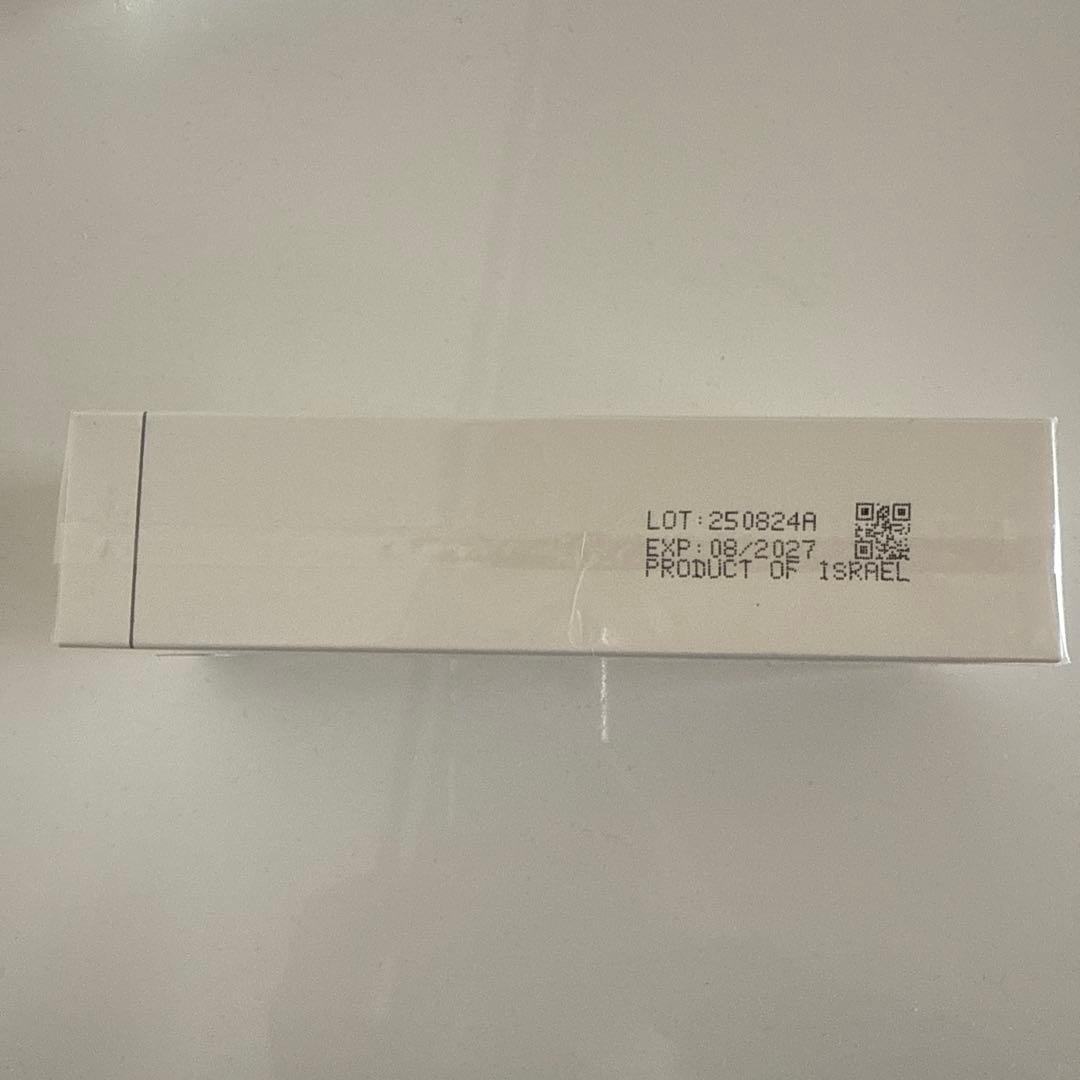 LOT:250824A
EXP:08/2027
PRODUCT OF ISRAEL